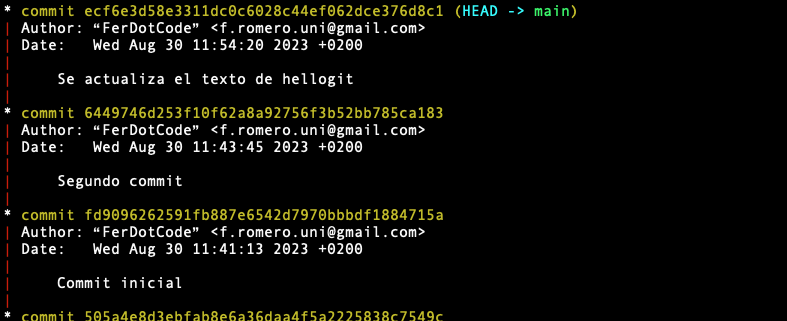 * commit ecf6e3d58e3311dc0c6028c44ef062dce376d8c1 (HEAD -> main)
| Author: “FerDotCode” <f.romero.uni@gmail.com>
| Date:   Wed Aug 30 11:54:20 2023 +0200
|
|     Se actualiza el texto de hellogit
|
* commit 6449746d253f10f62a8a92756f3b52bb785ca183
| Author: “FerDotCode” <f.romero.uni@gmail.com>
| Date:   Wed Aug 30 11:43:45 2023 +0200
|
|     Segundo commit
|
* commit fd9096262591fb887e6542d7970bbbdf1884715a
| Author: “FerDotCode” <f.romero.uni@gmail.com>
| Date:   Wed Aug 30 11:41:13 2023 +0200
|
|     Commit inicial
|
* commit 505a4e8d3ebfab8e6a36daa4f5a2225838c7549c